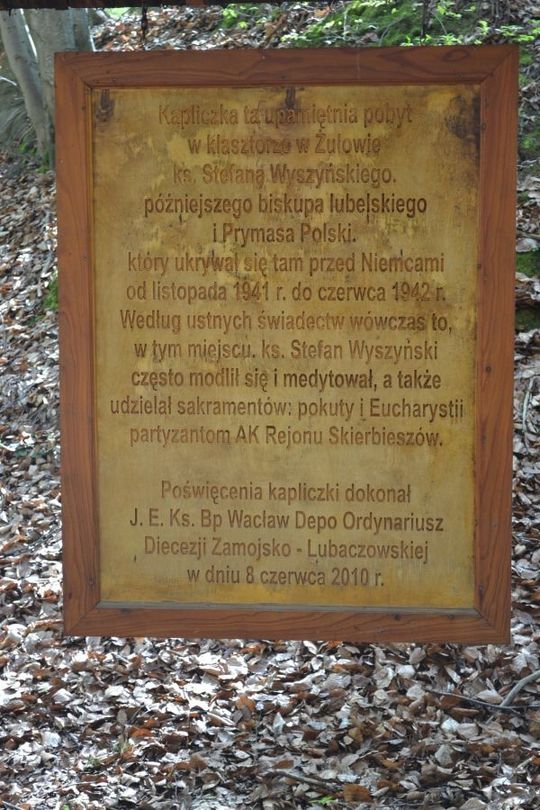 Kapliczka ta upamiętnia pobyt
w klasztorze w Żułowie
ks. Stefana Wyszyńskiego.
późniejszego biskupa lubelskiego
i Prymasa Polski.
który ukrywał się tam przed Niemcami
od listopada 1941 r. do czerwca 1942 r.
Według ustnych świadectw wówczas to,
w tym miejscu. ks. Stefan Wyszyński
często modlił się i medytował, a także
udzielał sakramentów: pokuty i Eucharystii
partyzantom AK Rejonu Skierbieszów.
Poświęcenia kapliczki dokonał
J. E. Ks. Bp Wacław Depo Ordynariusz
Diecezji Zamojsko - Lubaczowskiej
w dniu 8 czerwca 2010 r.